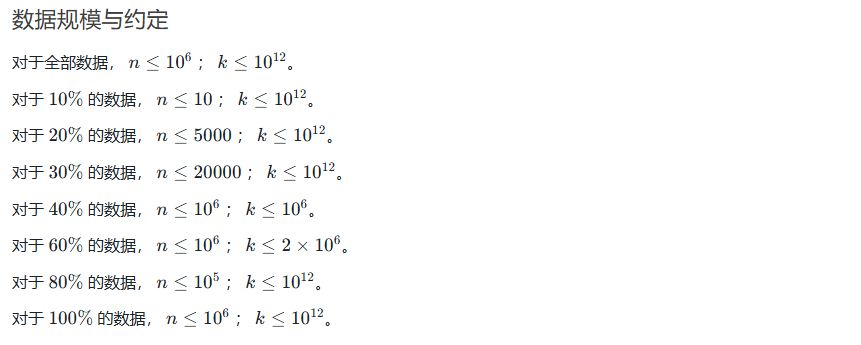 数据规模与约定
对于全部数据， n ≤ 10^6 ； k ≤ 10^12。
对于 10% 的数据， n ≤ 10 ； k ≤ 10^12。
对于 20% 的数据， n ≤ 5000 ； k ≤ 10^12。
对于 30% 的数据， n ≤ 20000 ； k ≤ 10^12。
对于 40% 的数据， n ≤ 10^6 ； k ≤ 10^6。
对于 60% 的数据， n ≤ 10^6 ； k ≤ 2 × 10^6。
对于 80% 的数据， n ≤ 10^5 ； k ≤ 10^12。
对于 100% 的数据， n ≤ 10^6 ； k ≤ 10^12。